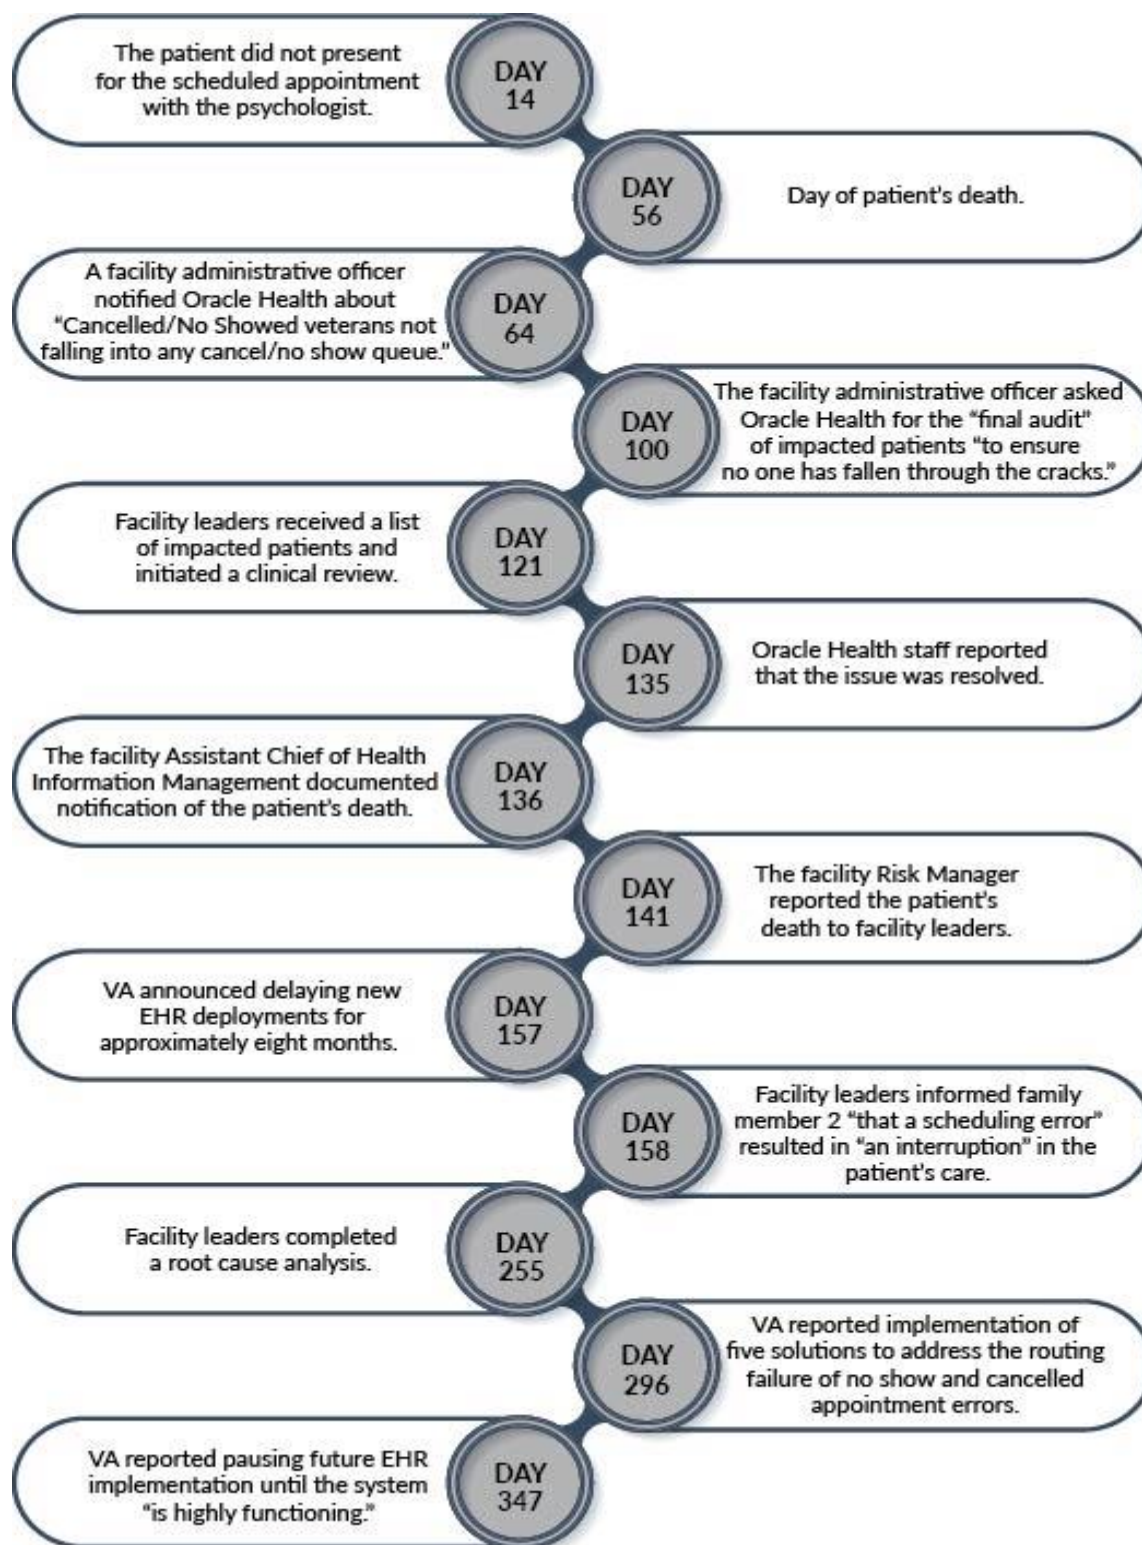 The patient did not present
for the scheduled appointment
with the psychologist.
DAY
14
DAY
56
Day of patient's death.
A facility administrative officer
notified Oracle Health about
“Cancelled/No Showed veterans not
falling into any cancel/no show queue.”
DAY
64
DAY
100
The facility administrative officer asked
Oracle Health for the “final audit”
of impacted patients “to ensure
no one has fallen through the cracks.”
Facility leaders received a list
of impacted patients and
initiated a clinical review.
DAY
121
DAY
135
Oracle Health staff reported
that the issue was resolved.
The facility Assistant Chief of Health
Information Management documented
notification of the patient's death.
DAY
136
DAY
141
The facility Risk Manager
reported the patient's
death to facility leaders.
VA announced delaying new
EHR deployments for
approximately eight months.
DAY
157
DAY
158
Facility leaders informed family
member 2 “that a scheduling error”
resulted in “an interruption” in the
patient's care.
Facility leaders completed
a root cause analysis.
DAY
255
DAY
296
VA reported implementation of
five solutions to address the routing
failure of no show and cancelled
appointment errors.
VA reported pausing future EHR
implementation until the system
“is highly functioning.”
DAY
347